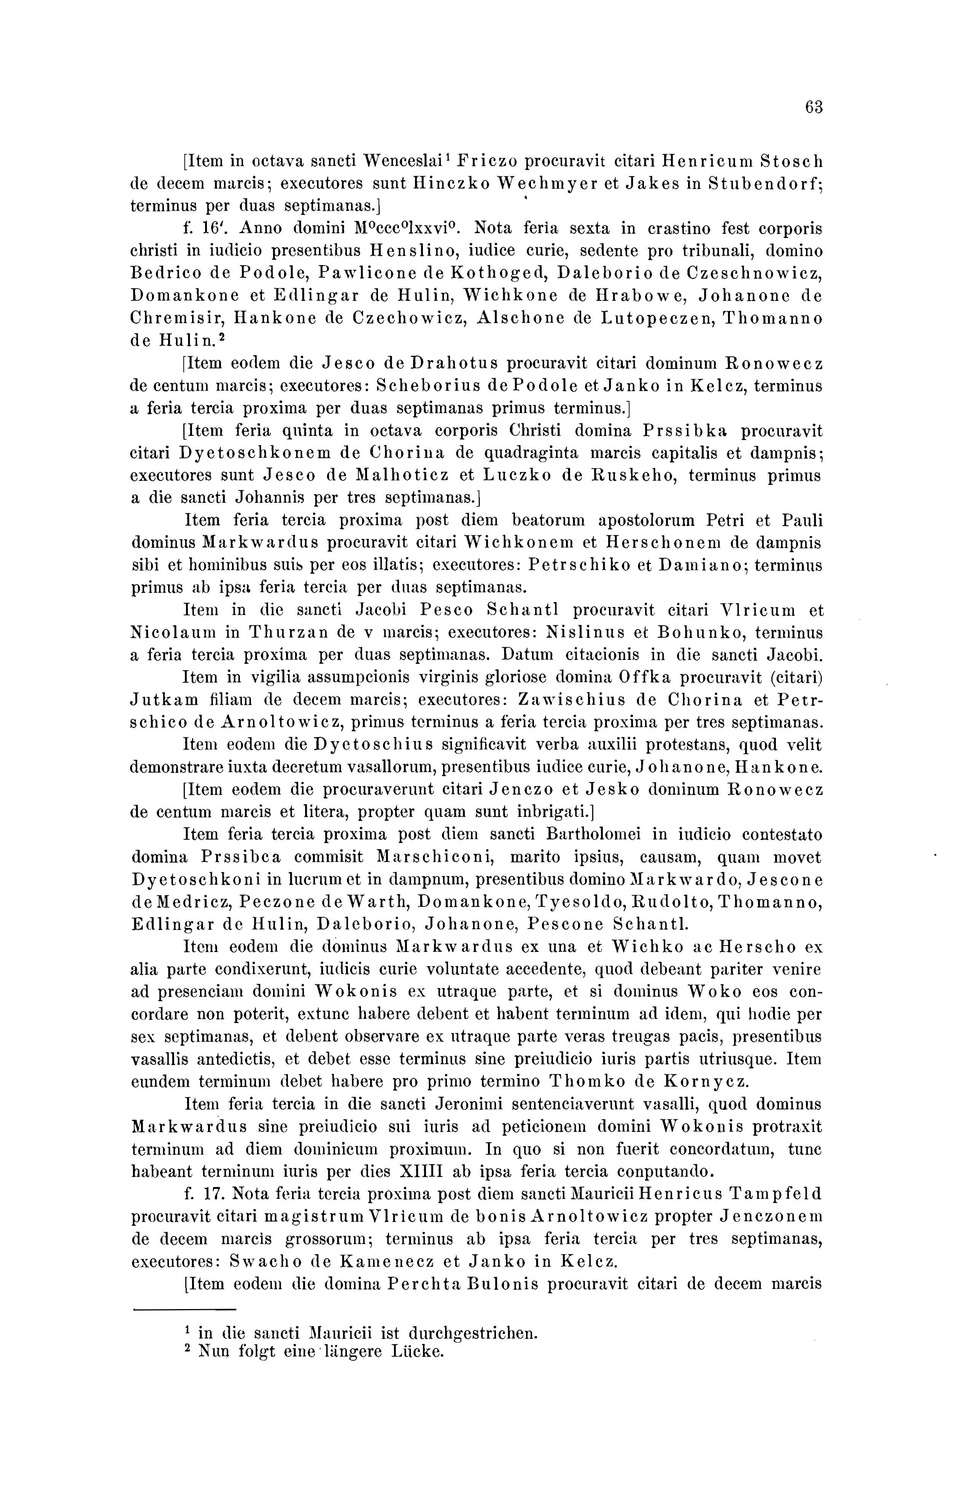 63
[Item in octava sancti Wenceslai¹ Friczo procuravit citari Henricum Stosch
de decem marcis; executores sunt Hinczko Wechmyer et Jakes in Stubendorf;
terminus per duas septimanas.]
f. 16′. Anno domini M⁰ccc⁰lxxvi⁰. Nota feria sexta in crastino fest corporis
christi in iudicio presentibus Henslino, iudice curie, sedente pro tribunali, domino
Bedrico de Podole, Pawlicone de Kothoged, Daleborio de Czeschnowicz,
Domankone et Edlingar de Hulin, Wichkone de Hrabowe, Johanone de
Chremisir, Hankone de Czechowicz, Alschone de Lutopeczen, Thomanno
de Hulin.²
[Item eodem die Jesco de Drahotus procuravit citari dominum Ronowecz
de centum marcis; executores: Scheborius de Podole et Janko in Kelcz, terminus
a feria tercia proxima per duas septimanas primus terminus.]
[Item feria quinta in octava corporis Christi domina Prssibka procuravit
citari Dyetoschkonem de Chorina de quadraginta marcis capitalis et dampnis;
executores sunt Jesco de Malhoticz et Luczko de Ruskeho, terminus primus
a die sancti Johannis per tres septimanas.]
Item feria tercia proxima post diem beatorum apostolorum Petri et Pauli
dominus Markwardus procuravit citari Wichkonem et Herschonem de dampnis
sibi et hominibus suis per eos illatis; executores: Petrschiko et Damiano; terminus
primus ab ipsa feria tercia per duas septimanas.
Item in die sancti Jacobi Pesco Schantl procuravit citari Vlricum et
Nicolaum in Thurzan de v marcis; executores: Nislinus et Bohunko, terminus
a feria tercia proxima per duas septimanas. Datum citacionis in die sancti Jacobi.
Item in vigilia assumpcionis virginis gloriose domina Offka procuravit (citari)
Jutkam filiam de decem marcis; executores: Zawischius de Chorina et Petr-
schico de Arnoltowicz, primus terminus a feria tercia proxima per tres septimanas.
Item eodem die Dyetoschius significavit verba auxilii protestans, quod velit
demonstrare iuxta decretum vasallorum, presentibus iudice curie, Johanone, Hankone.
[Item eodem die procuraverunt citari Jenczo et Jesko dominum Ronowecz
de centum marcis et litera, propter quam sunt inbrigati.]
Item feria tercia proxima post diem sancti Bartholomei in iudicio contestato
domina Prssibca commisit Marschiconi, marito ipsius, causam, quam movet
Dyetoschkoni in lucrum et in dampnum, presentibus domino Markwardo, Jescone
de Medricz, Peczone de Warth, Domankone, Tyesoldo, Rudolto, Thomanno,
Edlingar de Hulin, Daleborio, Johanone, Pescone Schantl.
Item eodem die dominus Markwardus ex una et Wichko ac Herscho ex
alia parte condixerunt, iudicis curie voluntate accedente, quod debeant pariter venire
ad presenciam domini Wokonis ex utraque parte, et si dominus Woko eos con-
cordare non poterit, extunc habere debent et habent terminum ad idem, qui hodie per
sex septimanas, et debent observare ex utraque parte veras treugas pacis, presentibus
vasallis antedictis, et debet esse terminus sine preiudicio iuris partis utriusque. Item
eundem terminum debet habere pro primo termino Thomko de Kornycz.
Item feria tercia in die sancti Jeronimi sentenciaverunt vasalli, quod dominus
Markwardus sine preiudicio sui iuris ad peticionem domini Wokonis protraxit
terminum ad diem dominicum proximum. In quo si non fuerit concordatum, tunc
habeant terminum iuris per dies XIIII ab ipsa feria tercia conputando.
f. 17. Nota feria tercia proxima post diem sancti Mauricii Henricus Tampfeld
procuravit citari magistrum Vlricum de bonis Arnoltowicz propter Jenczonem
de decem marcis grossorum; terminus ab ipsa feria tercia per tres septimanas,
executores: Swacho de Kamenecz et Janko in Kelcz.
[Item eodem die domina Perchta Bulonis procuravit citari de decem marcis
¹ in die sancti Mauricii ist durchgestrichen.
² Nun folgt eine längere Lücke.